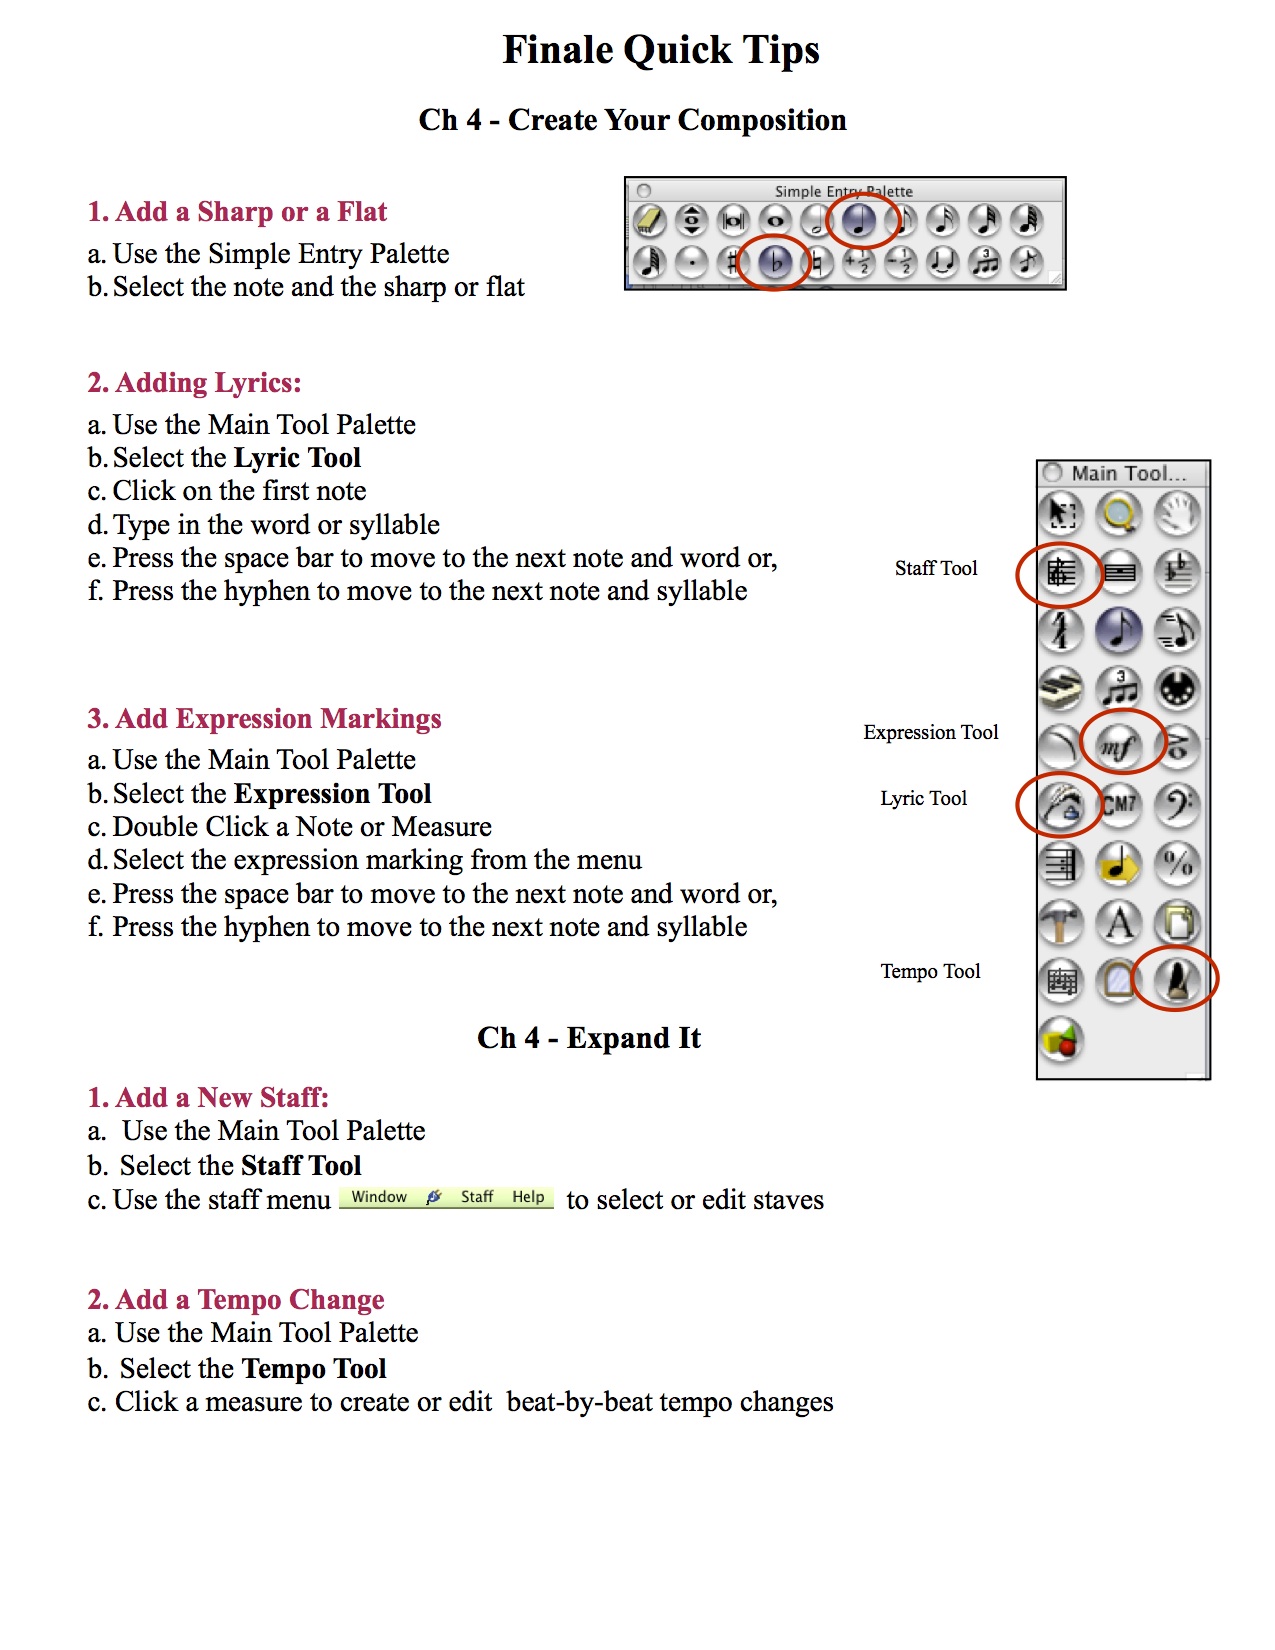 Finale Quick Tips
Ch 4 - Create Your Composition
1. Add a Sharp or a Flat
a. Use the Simple Entry Palette
b. Select the note and the sharp or flat
Simple Entry Palette
2. Adding Lyrics:
a. Use the Main Tool Palette
b. Select the Lyric Tool
c. Click on the first note
d. Type in the word or syllable
e. Press the space bar to move to the next note and word or,
f. Press the hyphen to move to the next note and syllable
Main Tool...
Staff Tool
3. Add Expression Markings
a. Use the Main Tool Palette
b. Select the Expression Tool
c. Double Click a Note or Measure
d. Select the expression marking from the menu
e. Press the space bar to move to the next note and word or,
f. Press the hyphen to move to the next note and syllable
Expression Tool
mf
Lyric Tool
CM7
%
A
Tempo Tool
Ch 4 - Expand It
1. Add a New Staff:
a. Use the Main Tool Palette
b. Select the Staff Tool
c. Use the staff menu Window Staff Help to select or edit staves
2. Add a Tempo Change
a. Use the Main Tool Palette
b. Select the Tempo Tool
c. Click a measure to create or edit beat-by-beat tempo changes